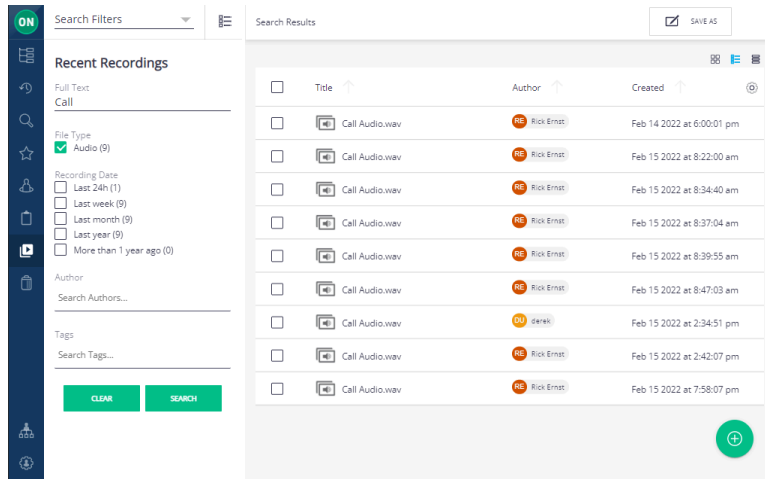 ON
Search Filters
Recent Recordings
Full Text
Call
File Type
Audio (9)
Recording Date
Last 24h (1)
Last week (9)
Last month (9)
Last year (9)
More than 1 year ago (0)
Author
Search Authors...
Tags
Search Tags...
CLEAR SEARCH
Search Results SAVE AS
Title Author Created
Call Audio.wav RE Rick Ernst Feb 14 2022 at 6:00:01 pm
Call Audio.wav RE Rick Ernst Feb 15 2022 at 8:22:00 am
Call Audio.wav RE Rick Ernst Feb 15 2022 at 8:34:40 am
Call Audio.wav RE Rick Ernst Feb 15 2022 at 8:37:04 am
Call Audio.wav RE Rick Ernst Feb 15 2022 at 8:39:55 am
Call Audio.wav RE Rick Ernst Feb 15 2022 at 8:47:03 am
Call Audio.wav DU derek Feb 15 2022 at 2:34:51 pm
Call Audio.wav RE Rick Ernst Feb 15 2022 at 2:42:07 pm
Call Audio.wav RE Rick Ernst Feb 15 2022 at 7:58:07 pm